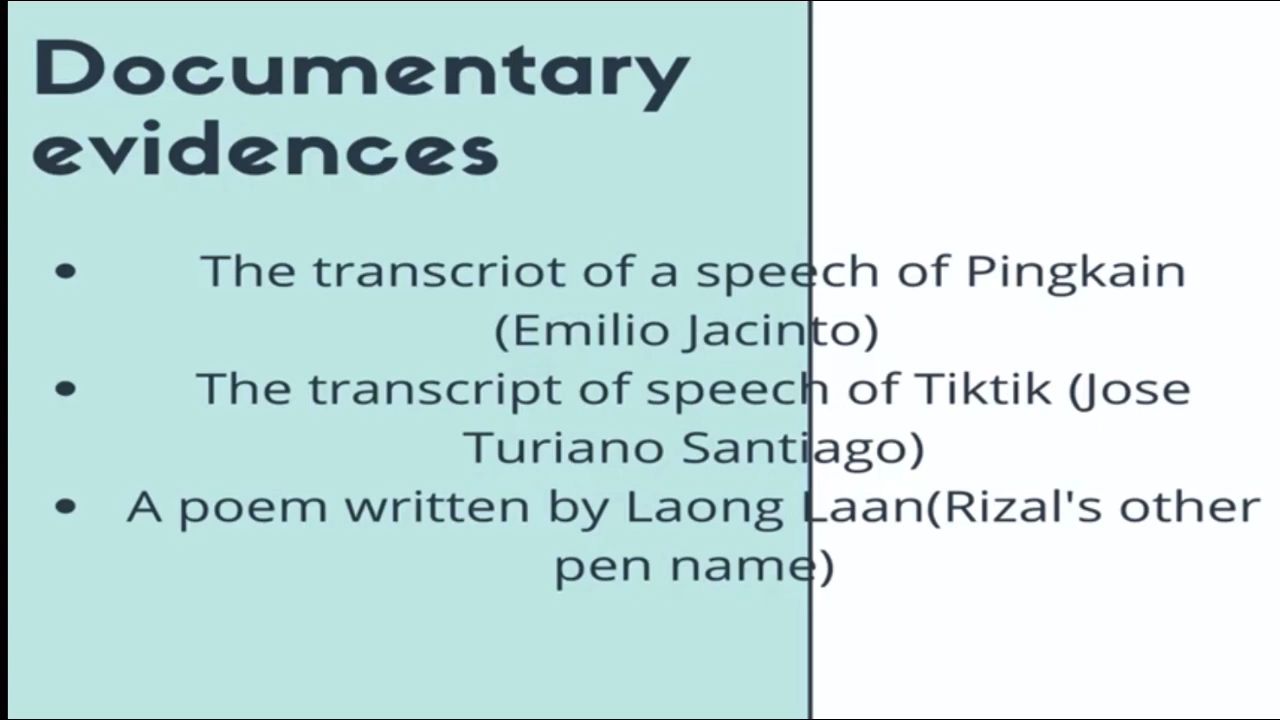 Documentary
evidences
• The transcriot of a speech of Pingkain
(Emilio Jacinto)
• The transcript of speech of Tiktik (Jose
Turiano Santiago)
• A poem written by Laong Laan(Rizal's other
pen name)